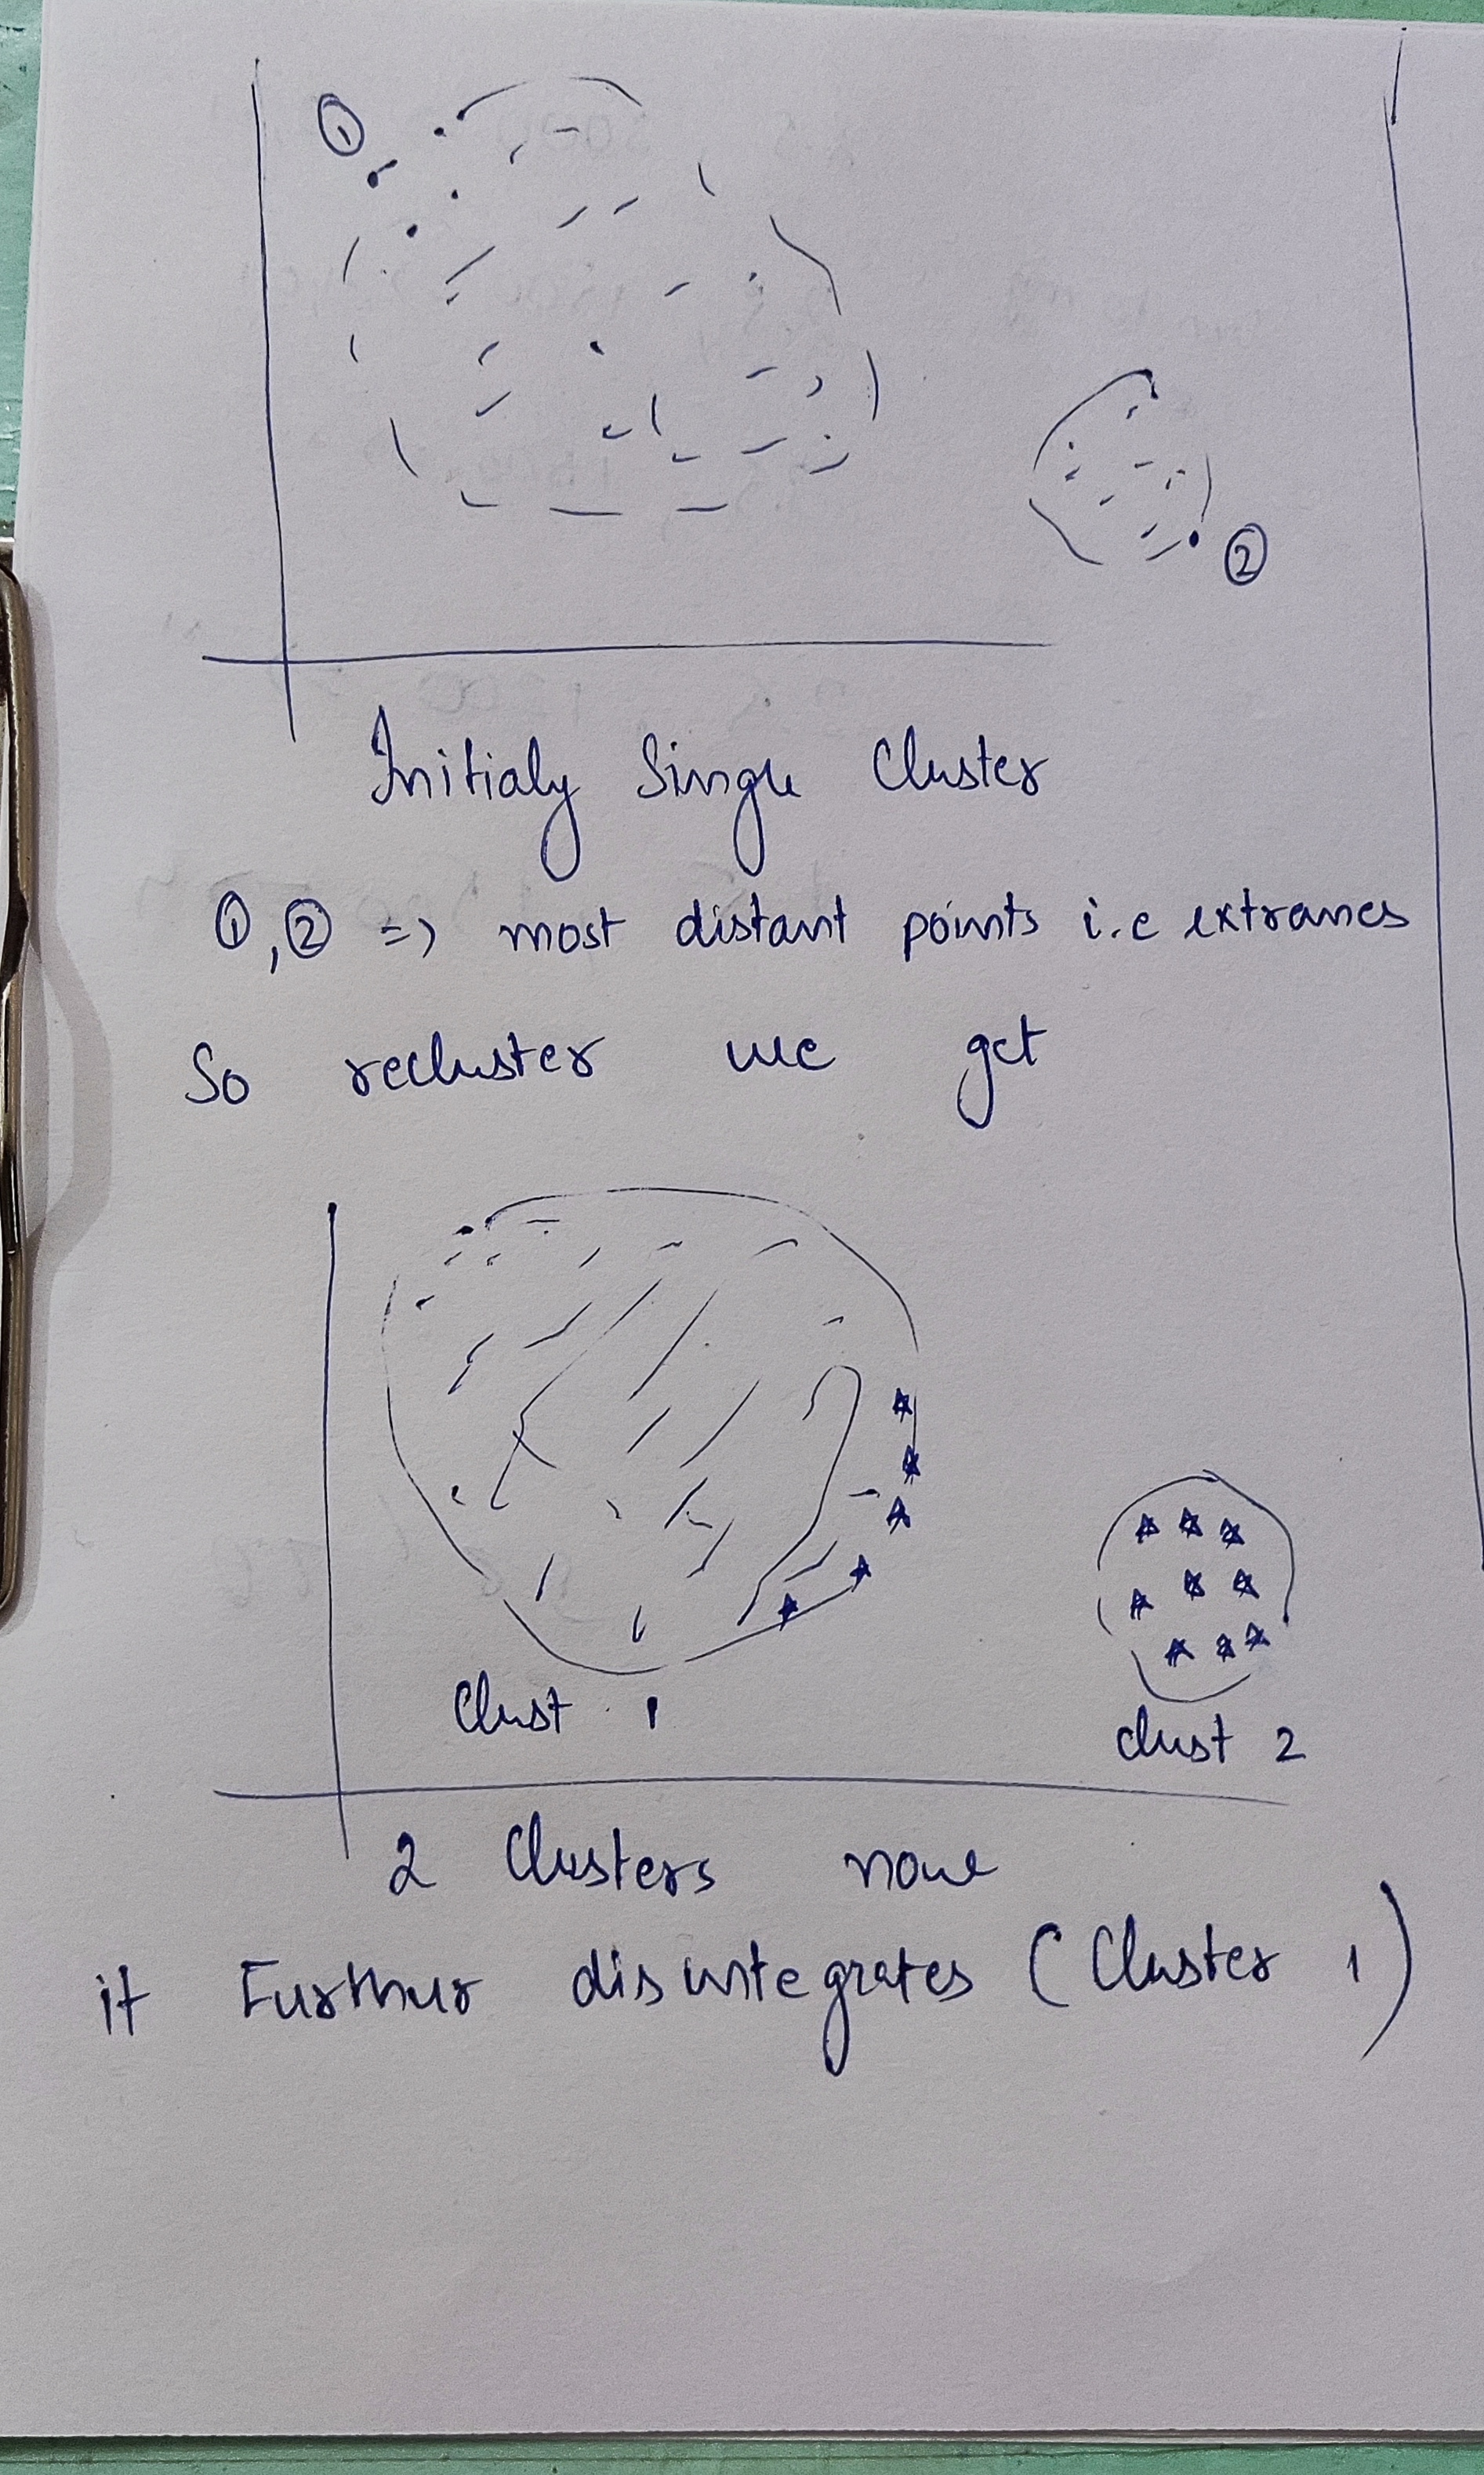 ①
②
Initialy Single Cluster
①, ② => most distant points i.e extrames
So recluster we get
Clust 1
clust 2
2 Clusters now
it Furthur disintegrates (Cluster 1)